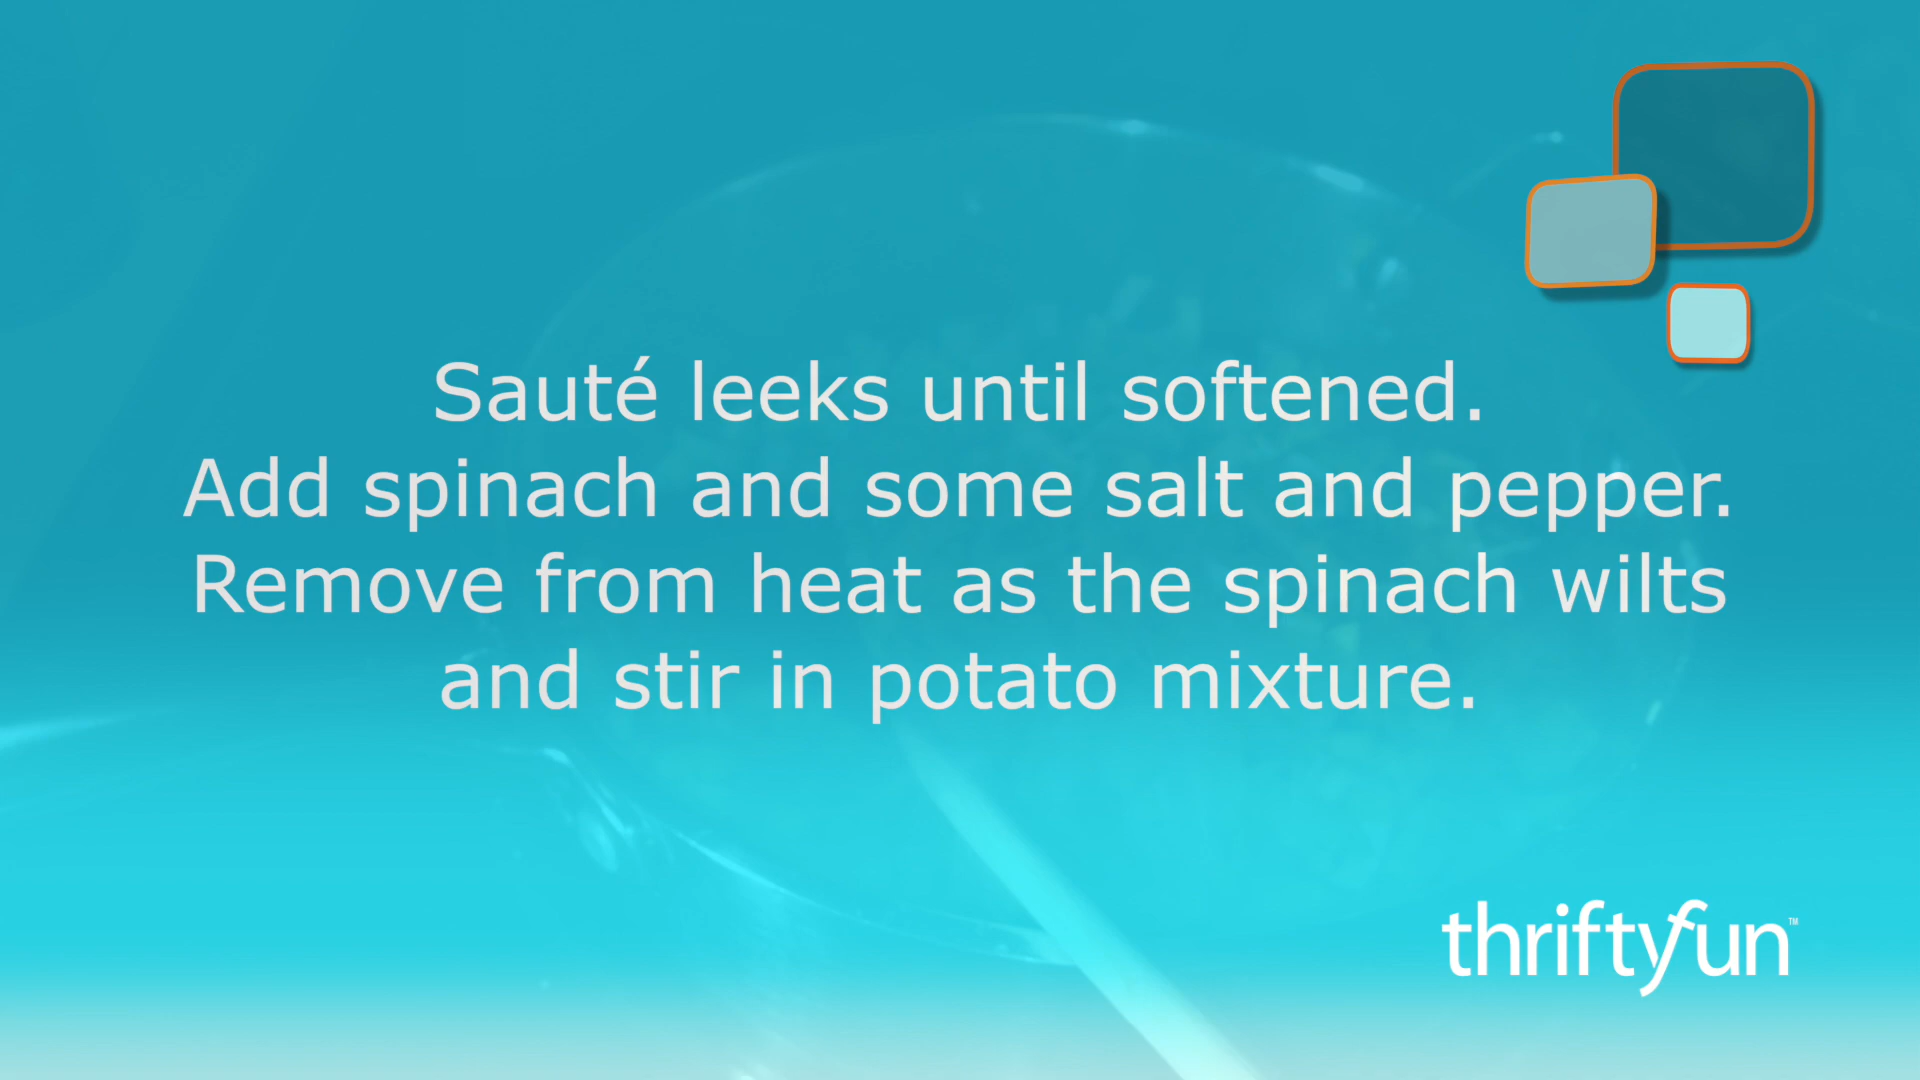 Sauté leeks until softened.
Add spinach and some salt and pepper.
Remove from heat as the spinach wilts
and stir in potato mixture.
thriftyfun™